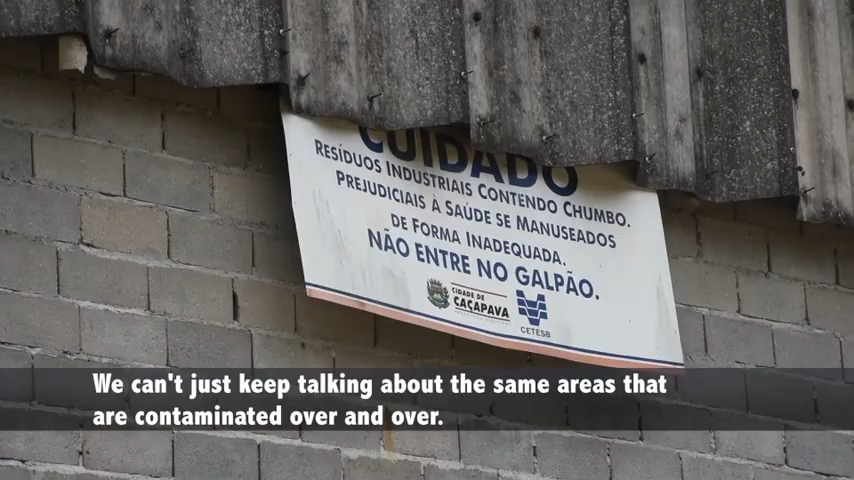 CUIDADO
RESÍDUOS INDUSTRIAIS CONTENDO CHUMBO.
PREJUDICIAIS À SAÚDE SE MANUSEADOS
DE FORMA INADEQUADA.
NÃO ENTRE NO GALPÃO.
CIDADE DE
CAÇAPAVA
CETESB
We can't just keep talking about the same areas that
are contaminated over and over.